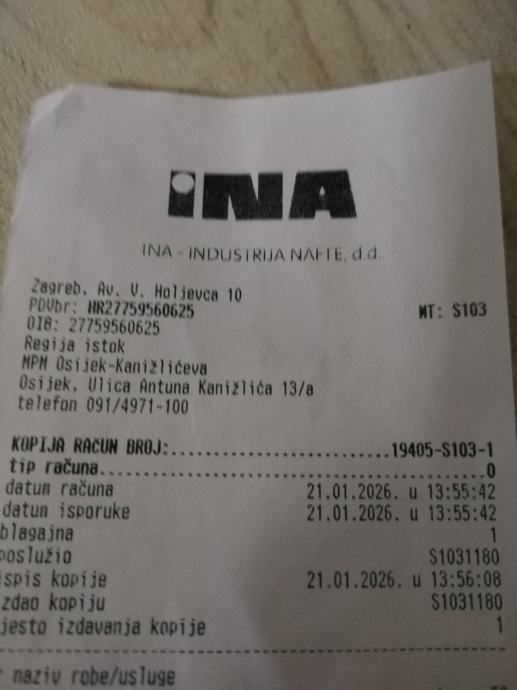 INA
INA - INDUSTRIJA NAFTE, d.d.
Zagreb, Av. V. Holjevca 10
PDVbr: HR27759560625 MT: S103
OIB: 27759560625
Regija istok
MPM Osijek-Kanižlićeva
Osijek, Ulica Antuna Kanižlića 13/a
telefon 091/4971-100
KOPIJA RAČUN BROJ:......................19405-S103-1
tip računa......................................0
datum računa 21.01.2026. u 13:55:42
datum isporuke 21.01.2026. u 13:55:42
blagajna 1
poslužio S1031180
ispis kopije 21.01.2026. u 13:56:08
zdao kopiju S1031180
jesto izdavanja kopije 1
naziv robe/usluge